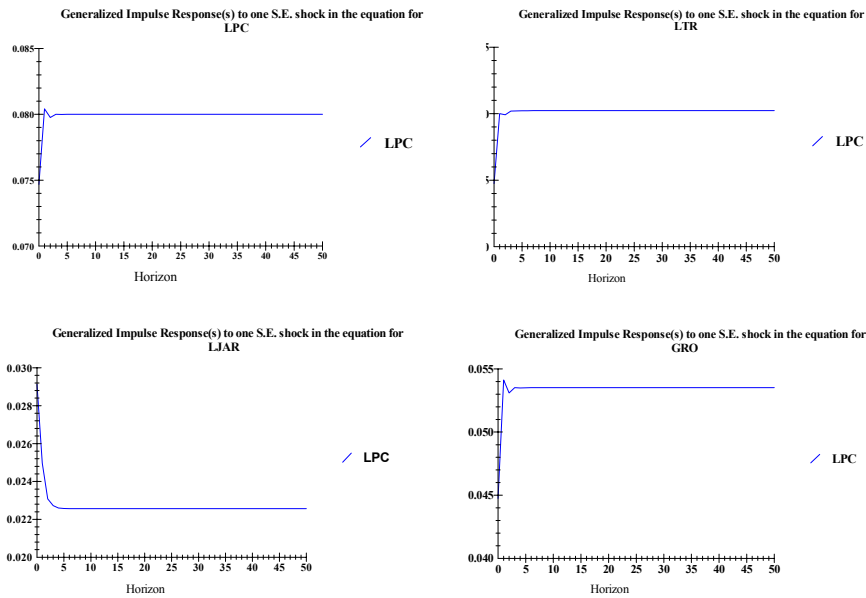 Generalized Impulse Response(s) to one S.E. shock in the equation for
LPC
0.085
0.080
0.075
0.070
0 5 10 15 20 25 30 35 40 45 50
Horizon
LPC
Generalized Impulse Response(s) to one S.E. shock in the equation for
LTR
5
0
5
0
0 5 10 15 20 25 30 35 40 45 50
Horizon
LPC
Generalized Impulse Response(s) to one S.E. shock in the equation for
LJAR
0.030
0.028
0.026
0.024
0.022
0.020
0 5 10 15 20 25 30 35 40 45 50
Horizon
LPC
Generalized Impulse Response(s) to one S.E. shock in the equation for
GRO
0.055
0.050
0.045
0.040
0 5 10 15 20 25 30 35 40 45 50
Horizon
LPC